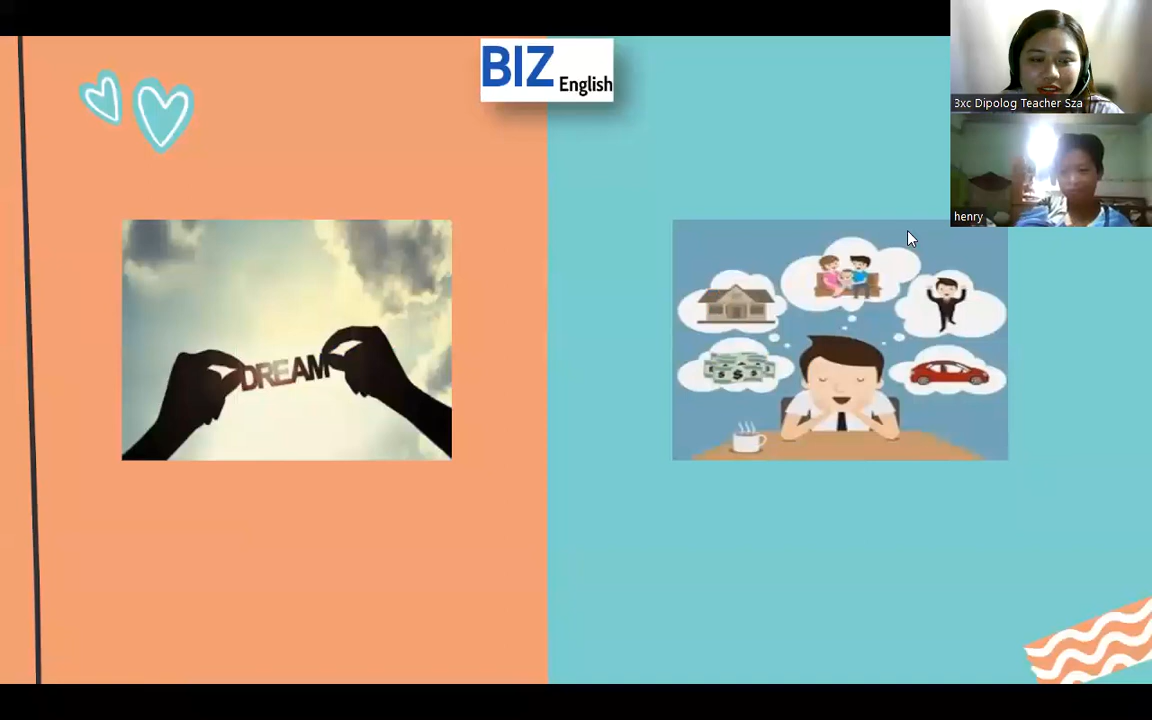 BIZ
English
3xc Dipolog Teacher Sza
henry
DREAM
$